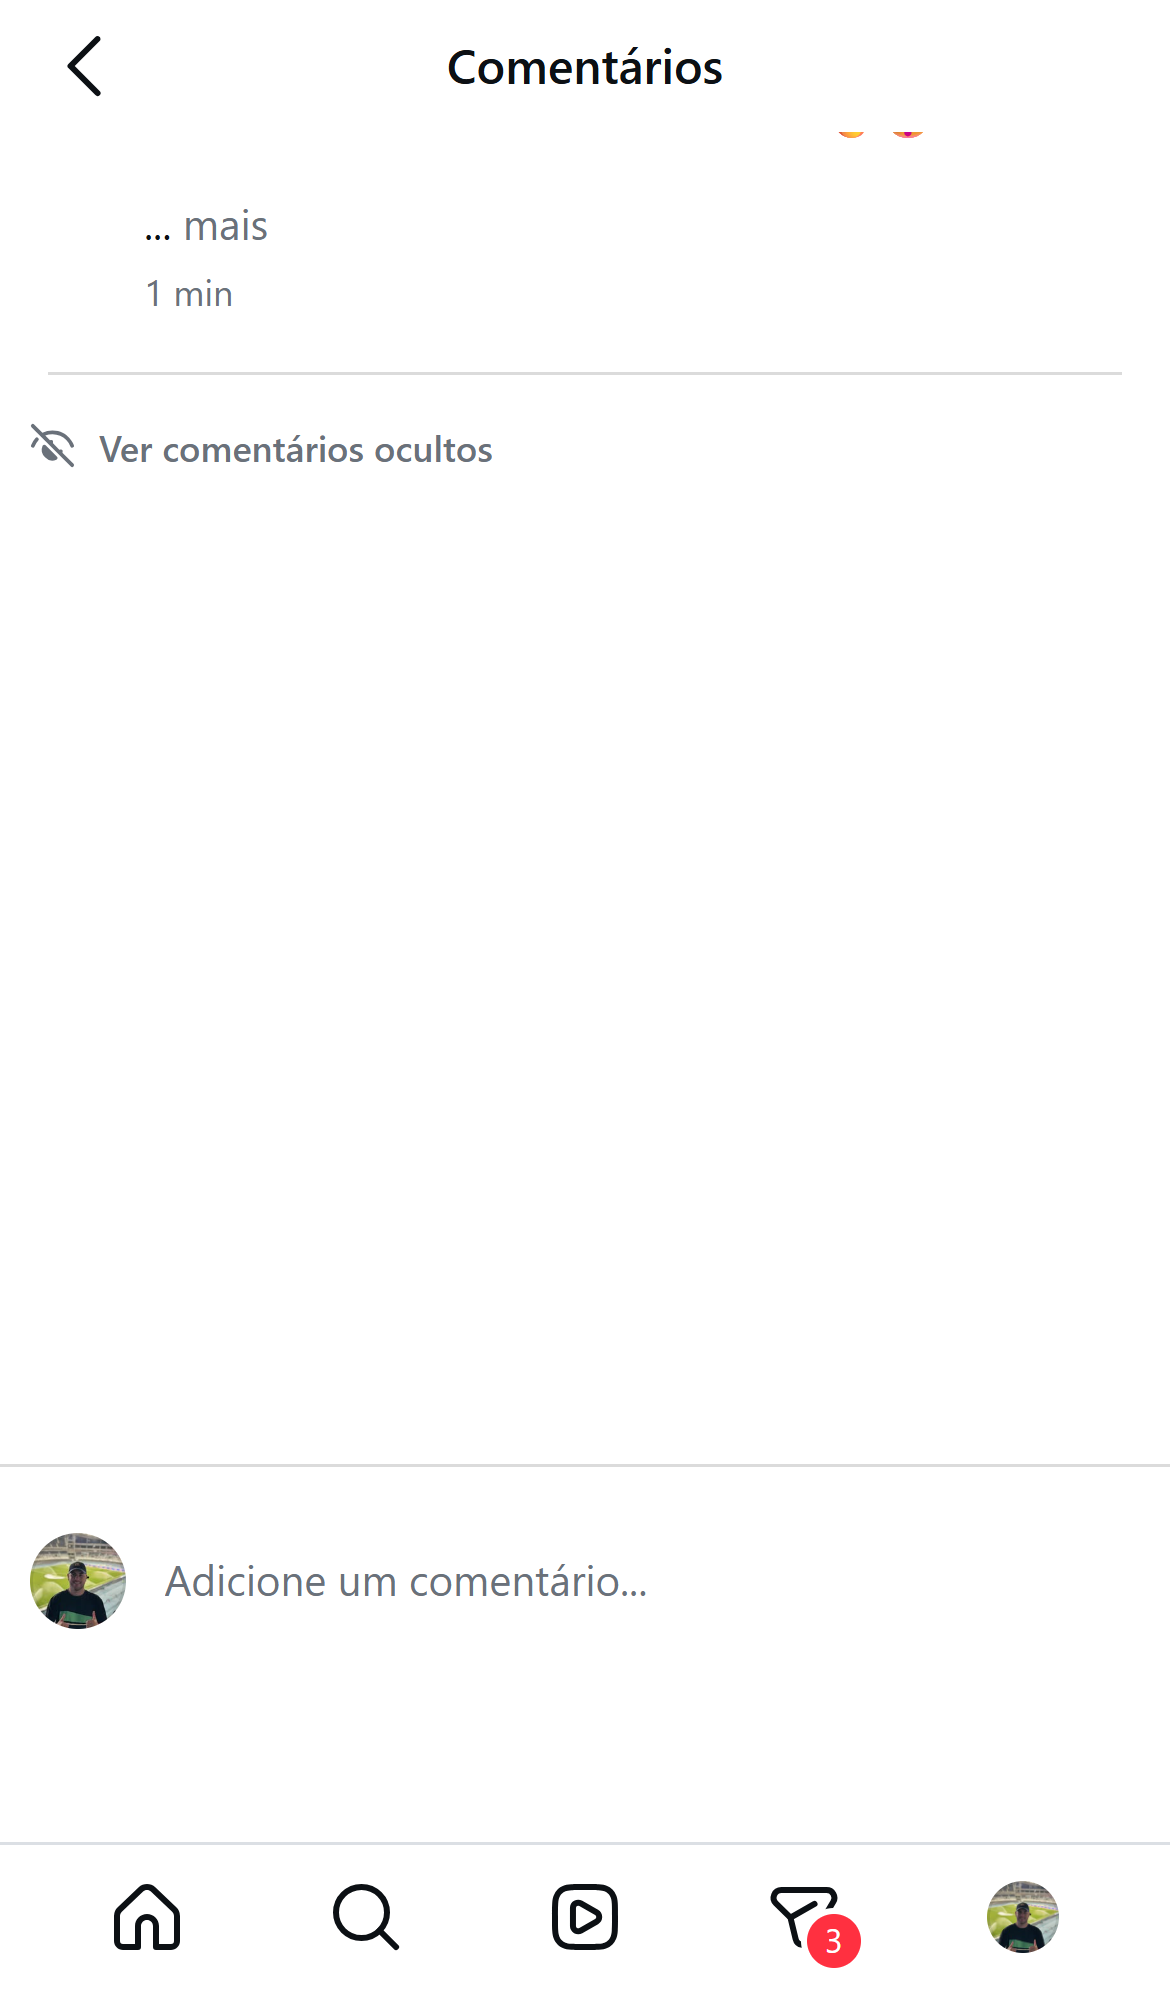 Comentários
... mais
1 min
Ver comentários ocultos
Adicione um comentário...
3